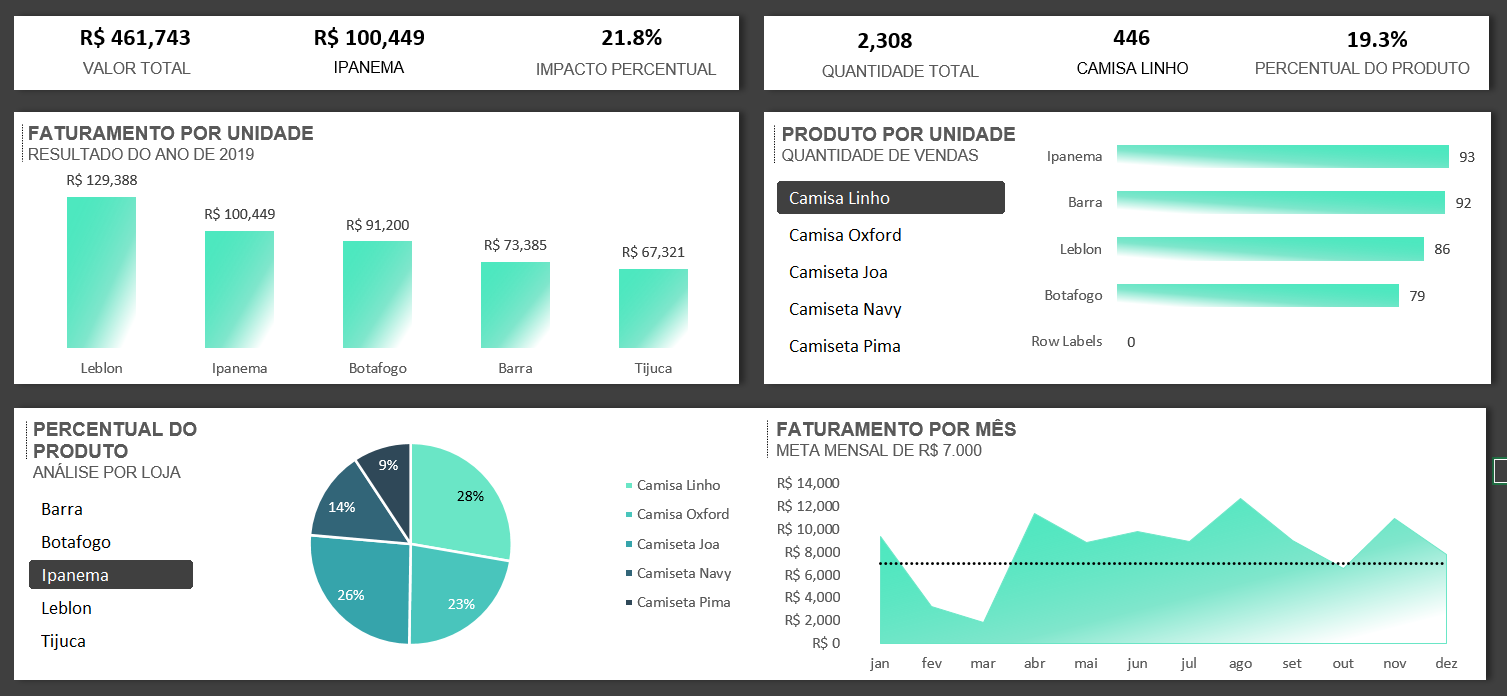 R$ 461,743
VALOR TOTAL
R$ 100,449
IPANEMA
21.8%
IMPACTO PERCENTUAL
2,308
QUANTIDADE TOTAL
446
CAMISA LINHO
19.3%
PERCENTUAL DO PRODUTO
FATURAMENTO POR UNIDADE
RESULTADO DO ANO DE 2019
R$ 129,388
R$ 100,449
R$ 91,200
R$ 73,385
R$ 67,321
Leblon
Ipanema
Botafogo
Barra
Tijuca
PRODUTO POR UNIDADE
QUANTIDADE DE VENDAS
Camisa Linho
Camisa Oxford
Camiseta Joa
Camiseta Navy
Camiseta Pima
Ipanema 93
Barra 92
Leblon 86
Botafogo 79
Row Labels 0
PERCENTUAL DO
PRODUTO
ANÁLISE POR LOJA
Barra
Botafogo
Ipanema
Leblon
Tijuca
9%
28%
14%
26%
23%
Camisa Linho
Camisa Oxford
Camiseta Joa
Camiseta Navy
Camiseta Pima
FATURAMENTO POR MÊS
META MENSAL DE R$ 7.000
R$ 14,000
R$ 12,000
R$ 10,000
R$ 8,000
R$ 6,000
R$ 4,000
R$ 2,000
R$ 0
jan fev mar abr mai jun jul ago set out nov dez